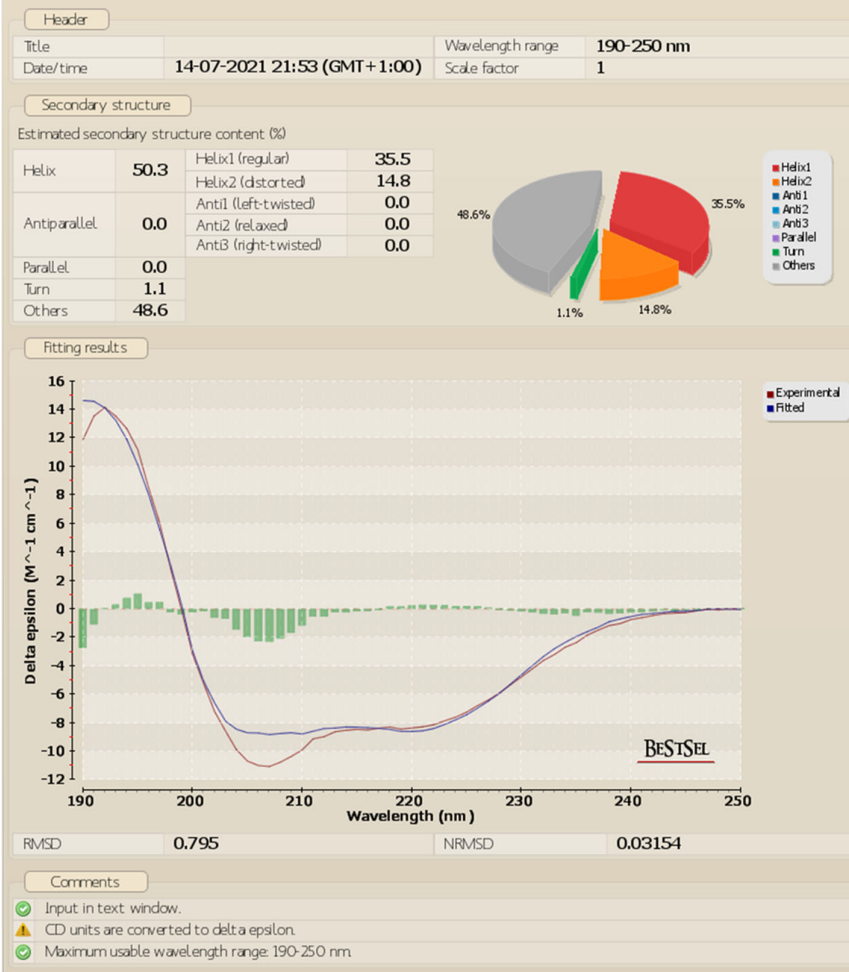 Header
Title
Wavelength range 190-250 nm
Date/time 14-07-2021 21:53 (GMT+1:00)
Scale factor 1
Secondary structure
Estimated secondary structure content (%)
Helix 50.3
Helix1 (regular) 35.5
Helix2 (distorted) 14.8
Antiparallel 0.0
Anti1 (left-twisted) 0.0
Anti2 (relaxed) 0.0
Anti3 (right-twisted) 0.0
Parallel 0.0
Turn 1.1
Others 48.6
48.6%
35.5%
1.1%
14.8%
Helix1
Helix2
Anti1
Anti2
Anti3
Parallel
Turn
Others
Fitting results
Delta epsilon (M^-1 cm^-1)
16
14
12
10
8
6
4
2
0
-2
-4
-6
-8
-10
-12
190 200 210 220 230 240 250
Wavelength (nm)
BESTSEL
Experimental
Fitted
RMSD 0.795
NRMSD 0.03154
Comments
Input in text window.
CD units are converted to delta epsilon.
Maximum usable wavelength range: 190-250 nm.